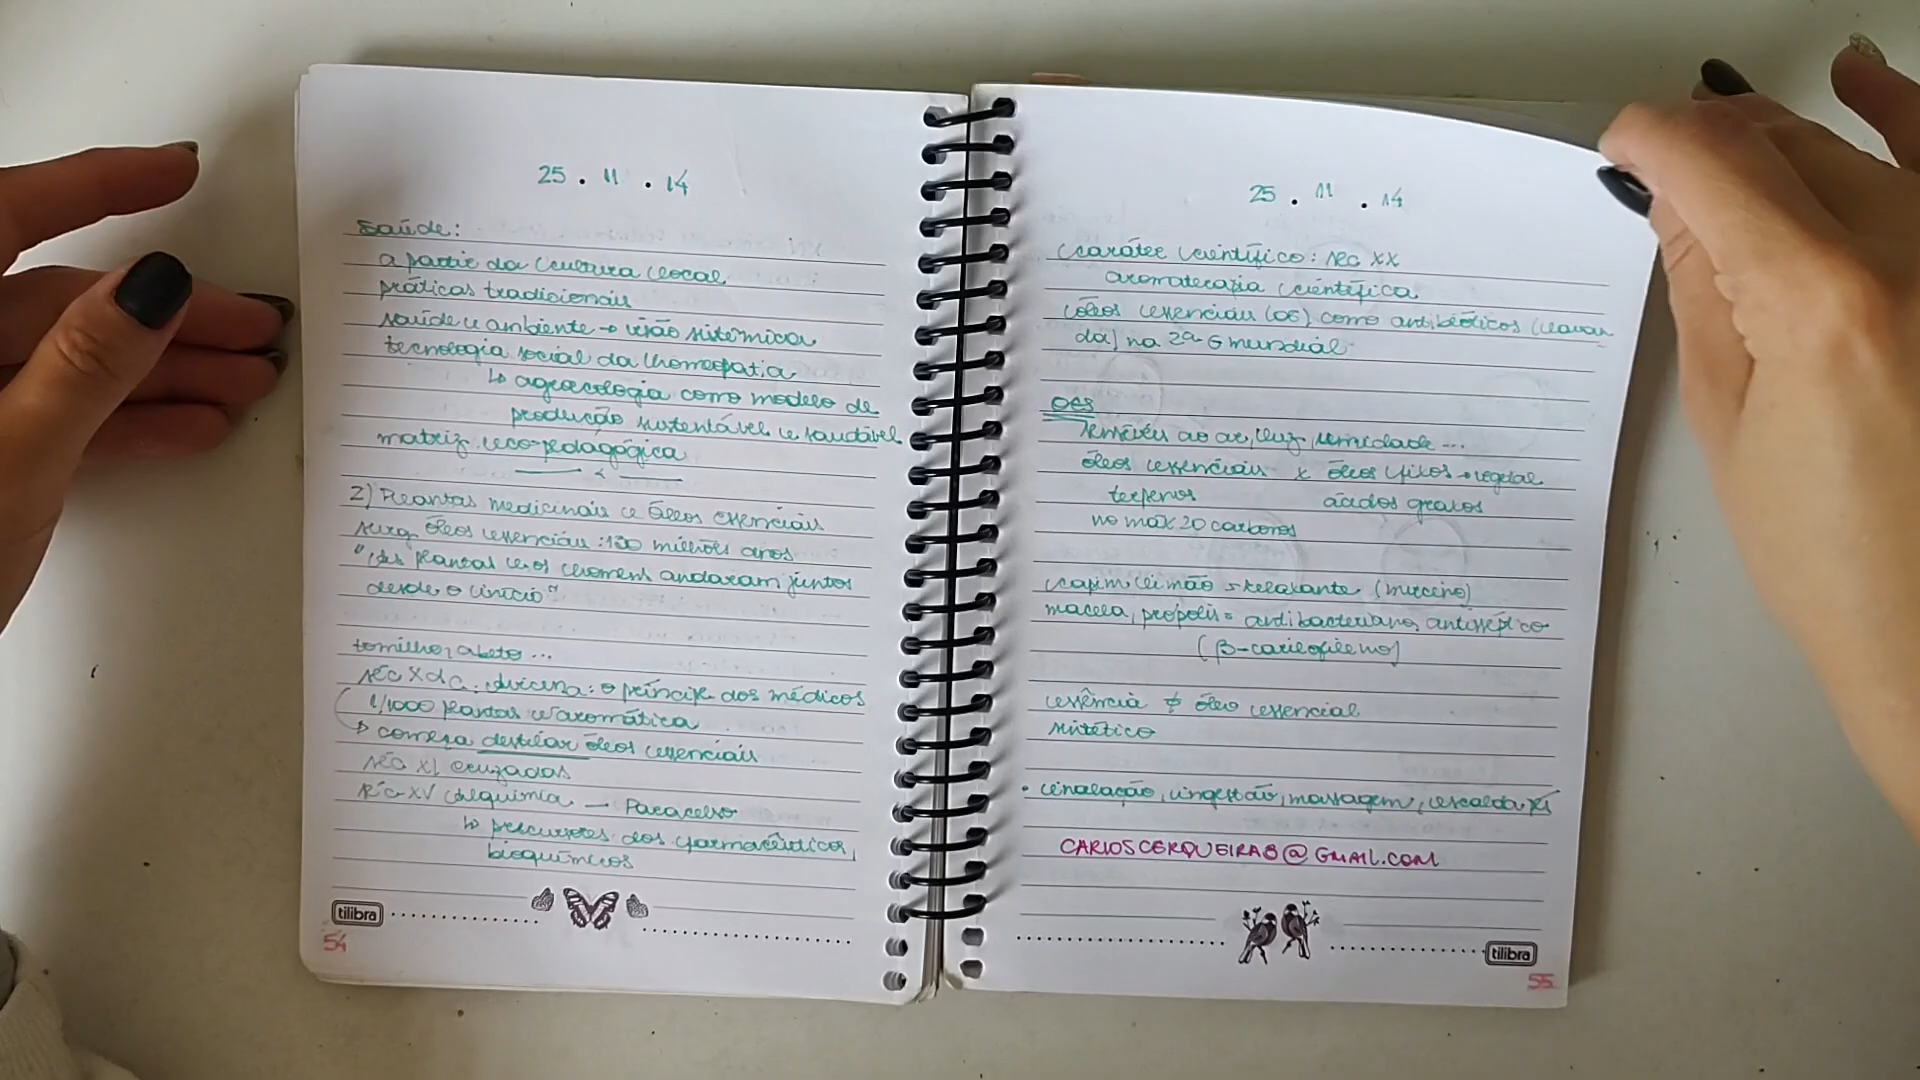 25 . 11 . 14
Saúde:
a partir da cultura local
práticas tradicionais
saúde e ambiente → visão sistêmica
tecnologia social da homeopatia
↳ agroecologia como modelo de
produção sustentável e saudável
matriz eco-pedagógica
2) Plantas medicinais e Óleos Essenciais
surg. óleos essenciais: 130 milhões anos
"As plantas e os homens andaram juntos
desde o início"
tomilho, abeto ...
séc X d.C. Avicena: o príncipe dos médicos
1/1000 plantas aromática
↳ começa destilar óleos essenciais
séc XI cruzadas
séc XV Alquimia — Paracelso
↳ percursores dos farmacêuticos,
bioquímicos
tilibra
54
25 . 11 . 14
caráter científico: séc XX
aromaterapia científica
óleos essenciais (OE) como antibióticos (lavan-
da) na 2ª G mundial
OES
sensíveis ao ar, luz, umidade ...
óleos essenciais x óleos fixos → vegetal
terpenos ácidos graxos
no máx 20 carbonos
capim limão → relaxante (mirceno)
macela, própolis = antibacteriano, antisséptico
(β-cariofileno)
essência ≠ óleo essencial
sintético
• inalação, ingestão, massagem, escalda pés
CARLOSCERQUEIRA8@GMAIL.COM
tilibra
55